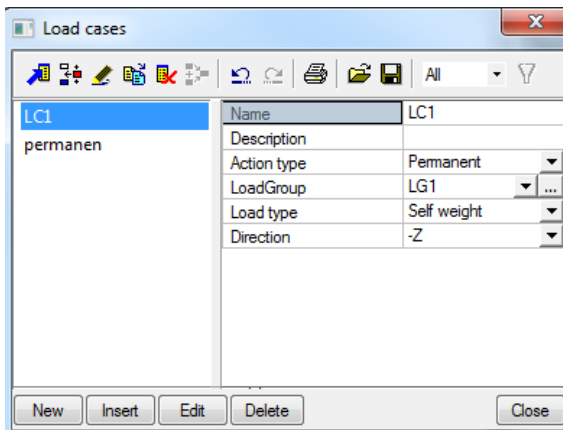 Load cases
All
LC1
permanen
Name LC1
Description
Action type Permanent
LoadGroup LG1 ...
Load type Self weight
Direction -Z
New Insert Edit Delete Close